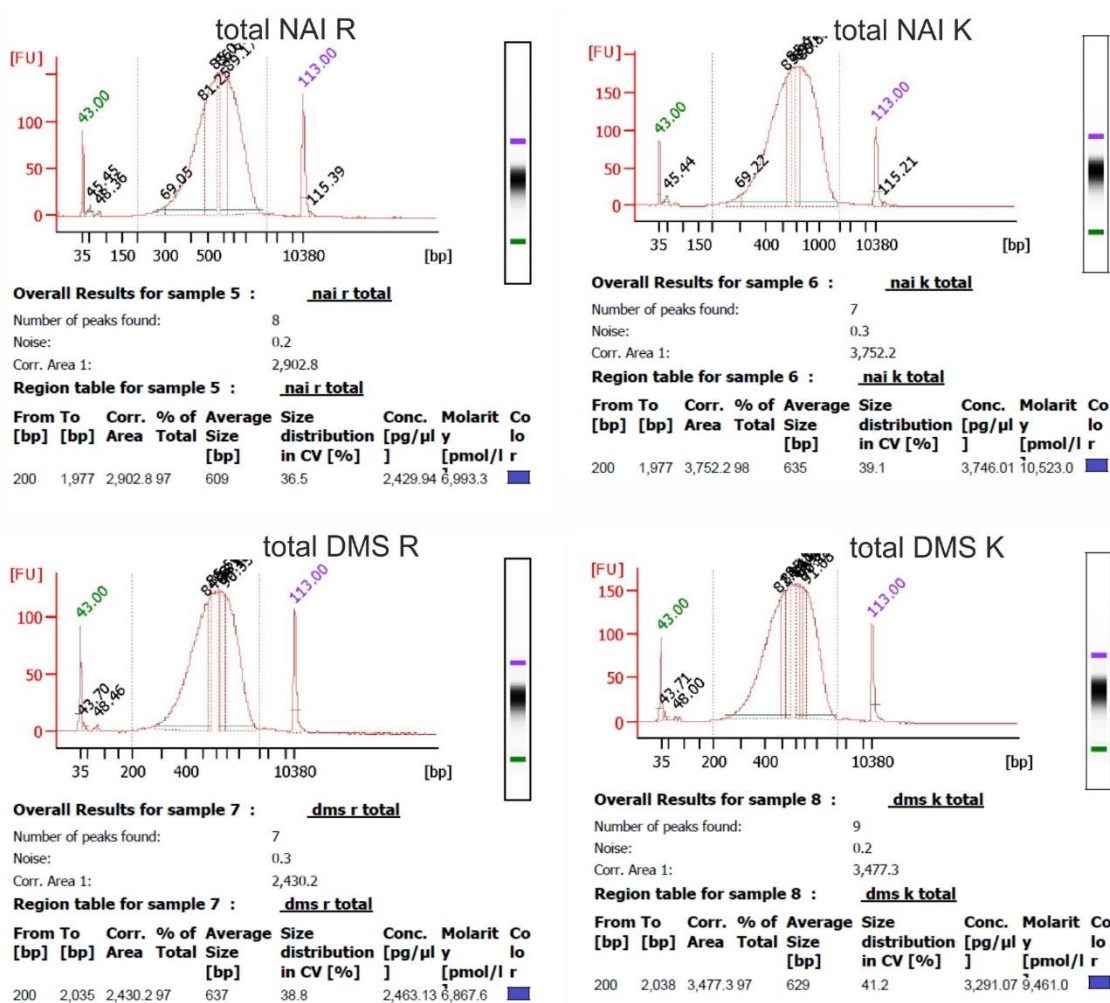 total NAI R
[FU]
43.00
45.45
48.36
69.05
81.25
89.17
113.00
115.39
100
50
0
35 150 300 500 10380 [bp]
Overall Results for sample 5 : nai r total
Number of peaks found: 8
Noise: 0.2
Corr. Area 1: 2,902.8
Region table for sample 5 : nai r total
From To Corr. % of Average Size Conc. Molarit Co
[bp] [bp] Area Total Size distribution [pg/µl y lo
[bp] in CV [%] ] [pmol/l r
200 1,977 2,902.8 97 609 36.5 2,429.94 6,993.3
total NAI K
[FU]
43.00
45.44
69.22
113.00
115.21
150
100
50
0
35 150 400 1000 10380 [bp]
Overall Results for sample 6 : nai k total
Number of peaks found: 7
Noise: 0.3
Corr. Area 1: 3,752.2
Region table for sample 6 : nai k total
From To Corr. % of Average Size Conc. Molarit Co
[bp] [bp] Area Total Size distribution [pg/µl y lo
[bp] in CV [%] ] [pmol/l r
200 1,977 3,752.2 98 635 39.1 3,746.01 10,523.0
total DMS R
[FU]
43.00
43.70
48.46
113.00
100
50
0
35 200 400 10380 [bp]
Overall Results for sample 7 : dms r total
Number of peaks found: 7
Noise: 0.3
Corr. Area 1: 2,430.2
Region table for sample 7 : dms r total
From To Corr. % of Average Size Conc. Molarit Co
[bp] [bp] Area Total Size distribution [pg/µl y lo
[bp] in CV [%] ] [pmol/l r
200 2,035 2,430.2 97 637 38.8 2,463.13 6,867.6
total DMS K
[FU]
43.00
43.71
48.00
113.00
150
100
50
0
35 200 400 10380 [bp]
Overall Results for sample 8 : dms k total
Number of peaks found: 9
Noise: 0.2
Corr. Area 1: 3,477.3
Region table for sample 8 : dms k total
From To Corr. % of Average Size Conc. Molarit Co
[bp] [bp] Area Total Size distribution [pg/µl y lo
[bp] in CV [%] ] [pmol/l r
200 2,038 3,477.3 97 629 41.2 3,291.07 9,461.0